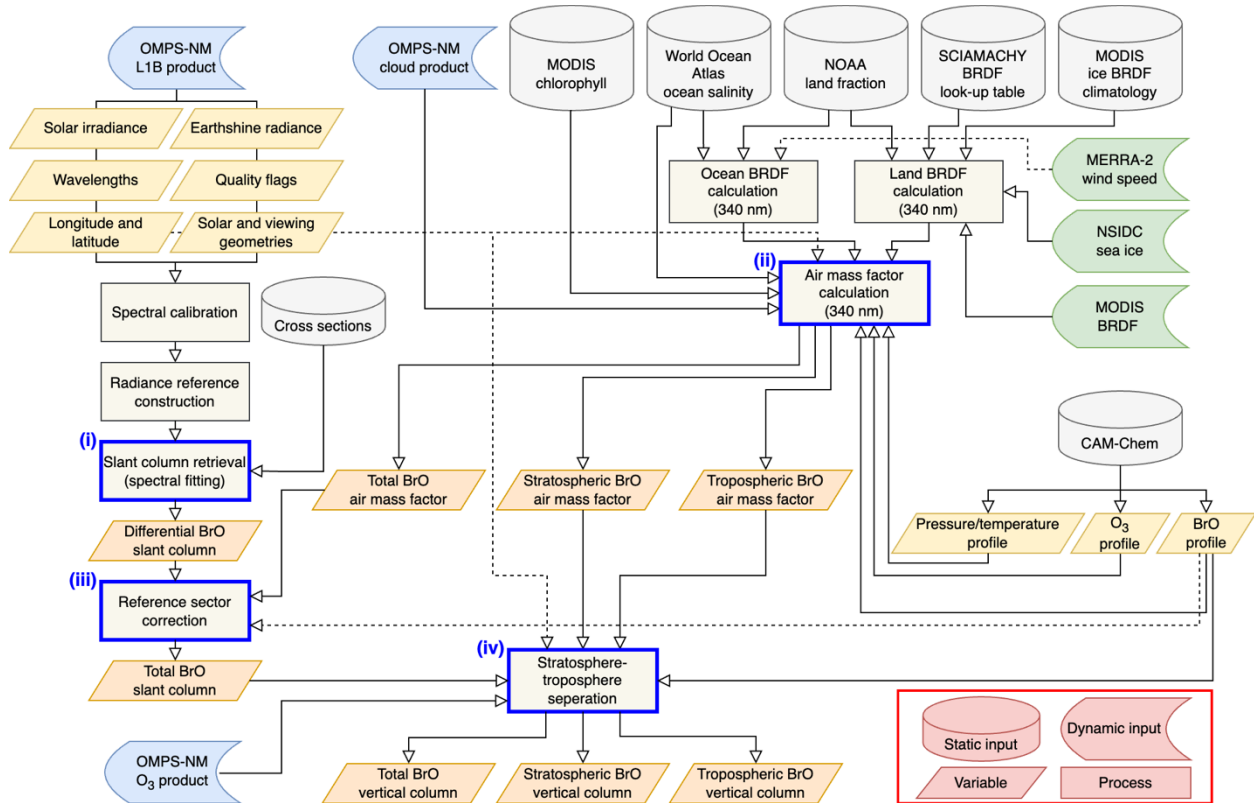 OMPS-NM
L1B product
OMPS-NM
cloud product
MODIS
chlorophyll
World Ocean
Atlas
ocean salinity
NOAA
land fraction
SCIAMACHY
BRDF
look-up table
MODIS
ice BRDF
climatology
Solar irradiance
Earthshine radiance
Wavelengths
Quality flags
Longitude and
latitude
Solar and viewing
geometries
Ocean BRDF
calculation
(340 nm)
Land BRDF
calculation
(340 nm)
MERRA-2
wind speed
NSIDC
sea ice
MODIS
BRDF
(ii)
Air mass factor
calculation
(340 nm)
Spectral calibration
Cross sections
Radiance reference
construction
(i)
Slant column retrieval
(spectral fitting)
CAM-Chem
Total BrO
air mass factor
Stratospheric BrO
air mass factor
Tropospheric BrO
air mass factor
Pressure/temperature
profile
O3
profile
BrO
profile
Differential BrO
slant column
(iii)
Reference sector
correction
Total BrO
slant column
(iv)
Stratosphere-
troposphere
seperation
OMPS-NM
O3 product
Total BrO
vertical column
Stratospheric BrO
vertical column
Tropospheric BrO
vertical column
Static input
Dynamic input
Variable
Process